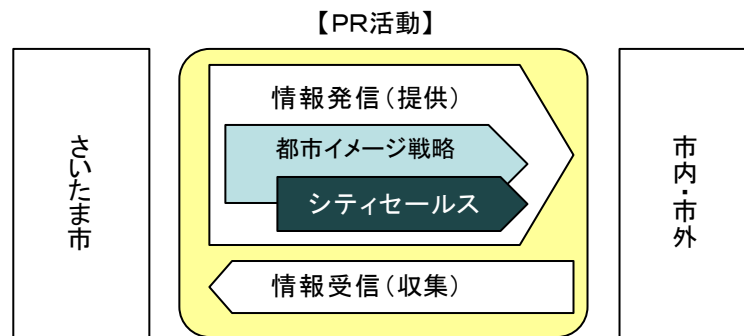 【PR活動】
さいたま市
情報発信（提供）
都市イメージ戦略
シティセールス
情報受信（収集）
市内・市外